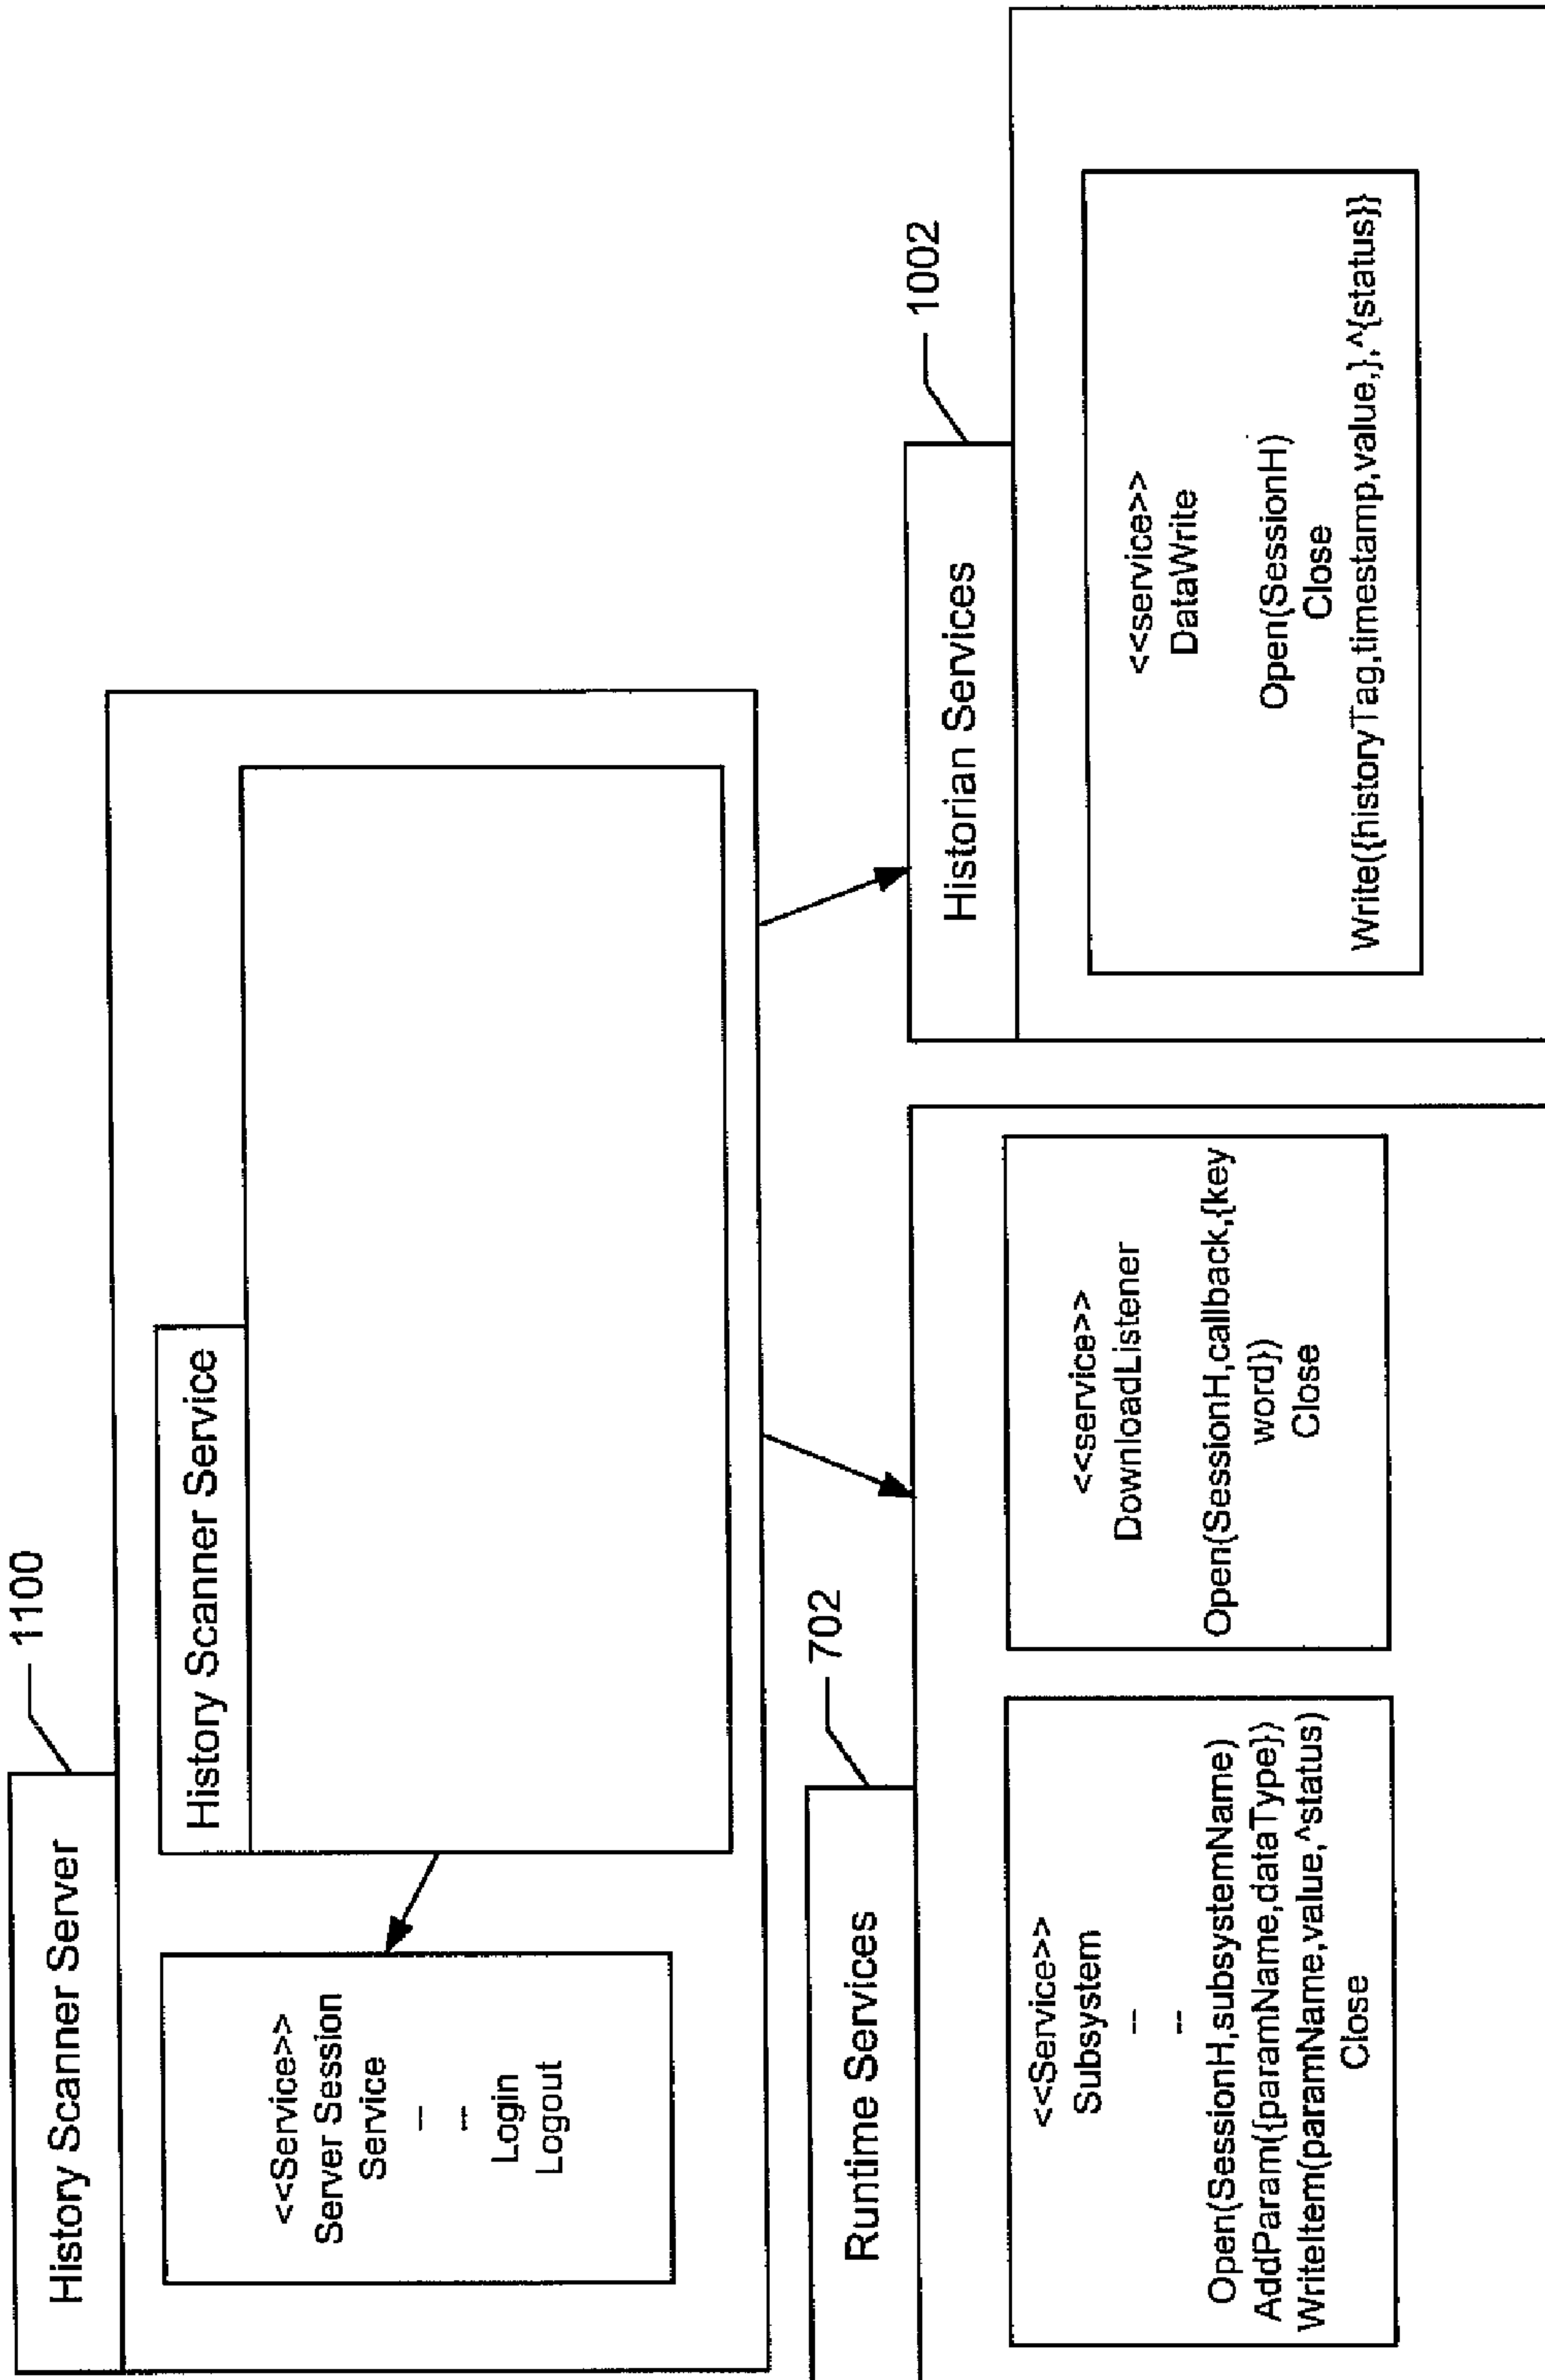 History Scanner Server
1100
History Scanner Service
<<Service>>
Server Session
Service
--
--
Login
Logout
Runtime Services
702
<<Service>>
Subsystem
--
--
Open(SessionH,subsystemName)
AddParam({paramName,dataType})
WriteItem(paramName,value,^status)
Close
<<service>>
DownloadListener
Open(SessionH,callback,{key
word})
Close
Historian Services
1002
<<service>>
DataWrite
Open(SessionH)
Close
Write({historyTag,timestamp,value,},^{status}}